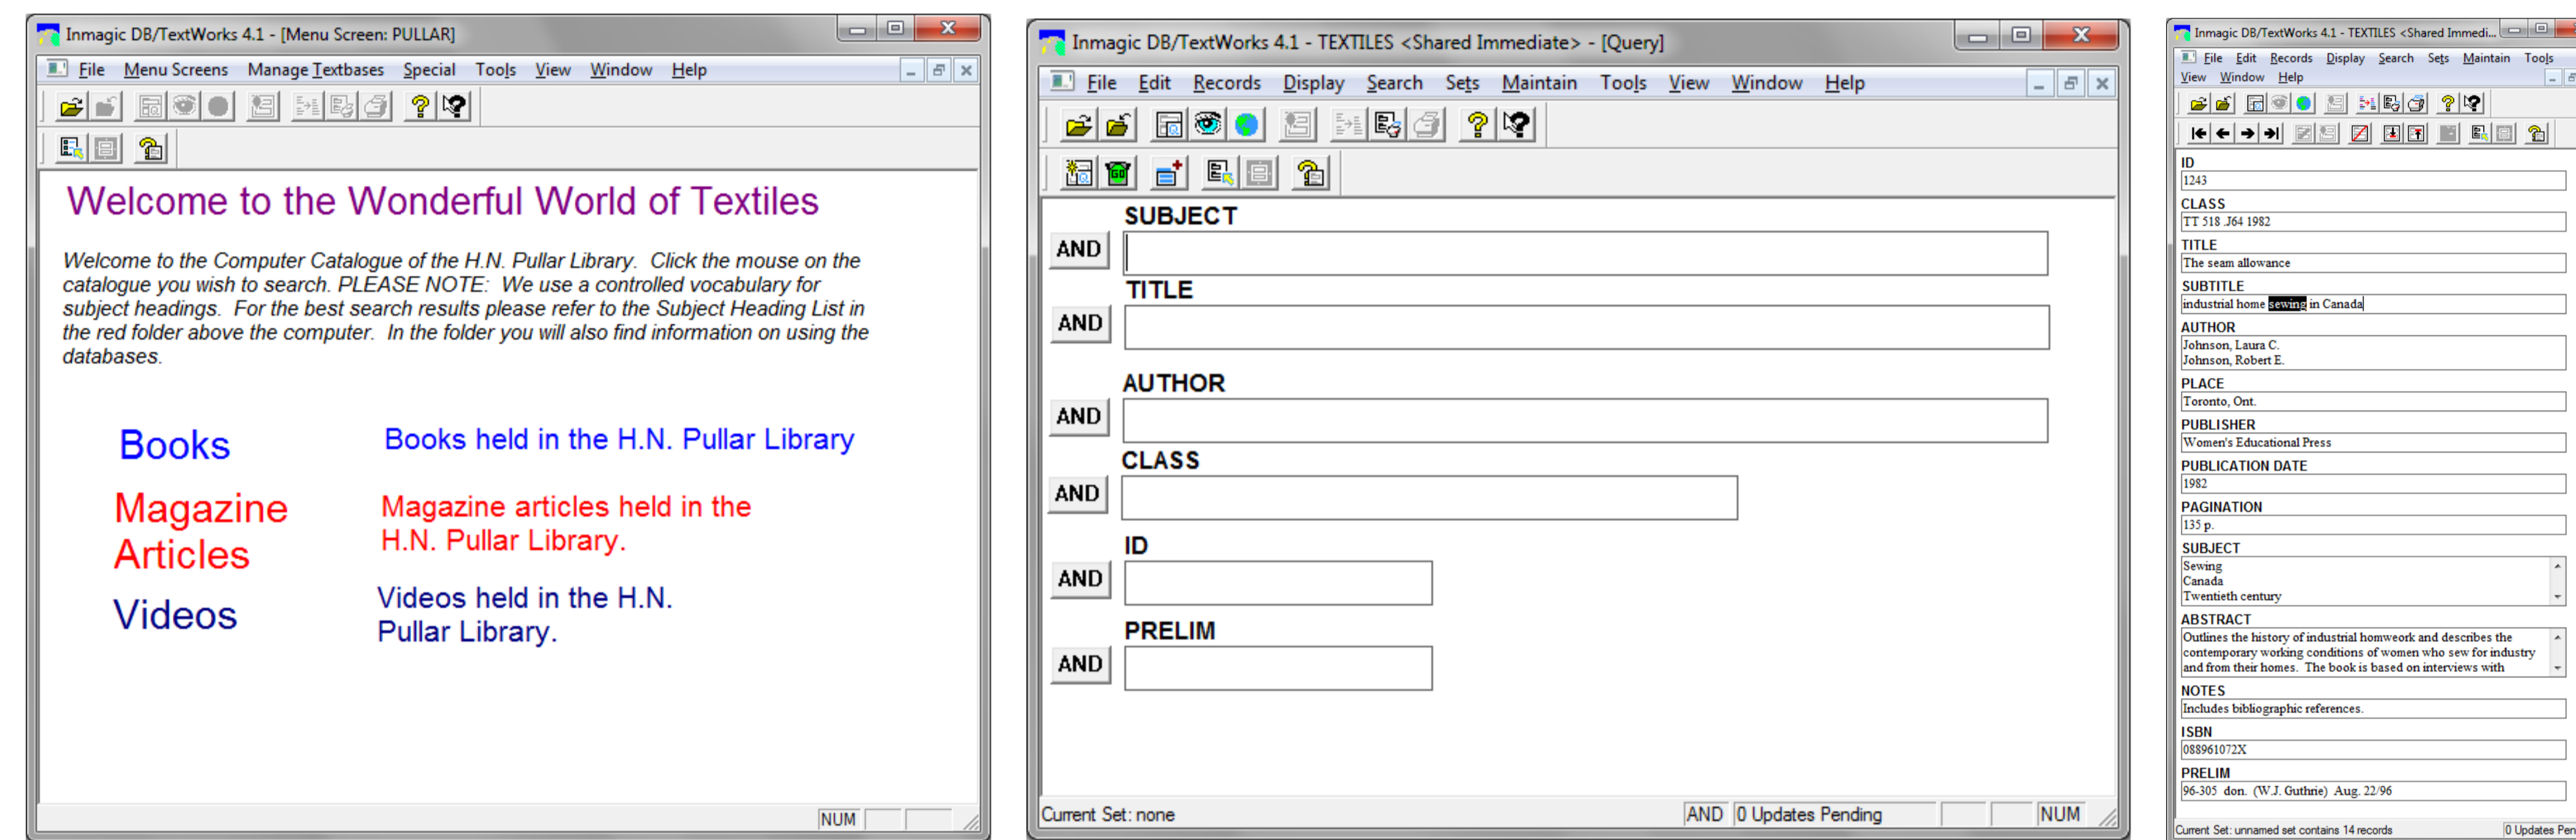 Inmagic DB/TextWorks 4.1 - [Menu Screen: PULLAR]
File Menu Screens Manage Textbases Special Tools View Window Help
Welcome to the Wonderful World of Textiles
Welcome to the Computer Catalogue of the H.N. Pullar Library. Click the mouse on the
catalogue you wish to search. PLEASE NOTE: We use a controlled vocabulary for
subject headings. For the best search results please refer to the Subject Heading List in
the red folder above the computer. In the folder you will also find information on using the
databases.
Books
Books held in the H.N. Pullar Library
Magazine
Articles
Magazine articles held in the
H.N. Pullar Library.
Videos
Videos held in the H.N.
Pullar Library.
NUM
Inmagic DB/TextWorks 4.1 - TEXTILES <Shared Immediate> - [Query]
File Edit Records Display Search Sets Maintain Tools View Window Help
GO
SUBJECT
AND
TITLE
AND
AUTHOR
AND
CLASS
AND
ID
AND
PRELIM
AND
Current Set: none
AND 0 Updates Pending
NUM
Inmagic DB/TextWorks 4.1 - TEXTILES <Shared Immedi...
File Edit Records Display Search Sets Maintain Tools
View Window Help
ID
1243
CLASS
TT 518 .J64 1982
TITLE
The seam allowance
SUBTITLE
industrial home sewing in Canada
AUTHOR
Johnson, Laura C.
Johnson, Robert E.
PLACE
Toronto, Ont.
PUBLISHER
Women's Educational Press
PUBLICATION DATE
1982
PAGINATION
135 p.
SUBJECT
Sewing
Canada
Twentieth century
ABSTRACT
Outlines the history of industrial homweork and describes the
contemporary working conditions of women who sew for industry
and from their homes. The book is based on interviews with
NOTES
Includes bibliographic references.
ISBN
088961072X
PRELIM
96-305 don. (W.J. Guthrie) Aug. 22/96
Current Set: unnamed set contains 14 records
0 Updates Pen